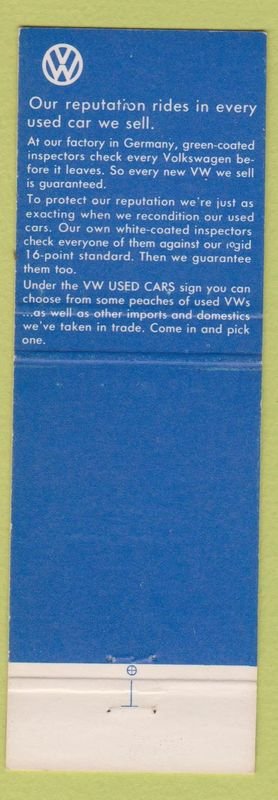 VW
Our reputation rides in every
used car we sell.
At our factory in Germany, green-coated
inspectors check every Volkswagen be-
fore it leaves. So every new VW we sell
is guaranteed.
To protect our reputation we're just as
exacting when we recondition our used
cars. Our own white-coated inspectors
check everyone of them against our rogid
16-point standard. Then we guarantee
them too.
Under the VW USED CARS sign you can
choose from some peaches of used VWs
...as well as other imports and domestics
we've taken in trade. Come in and pick
one.